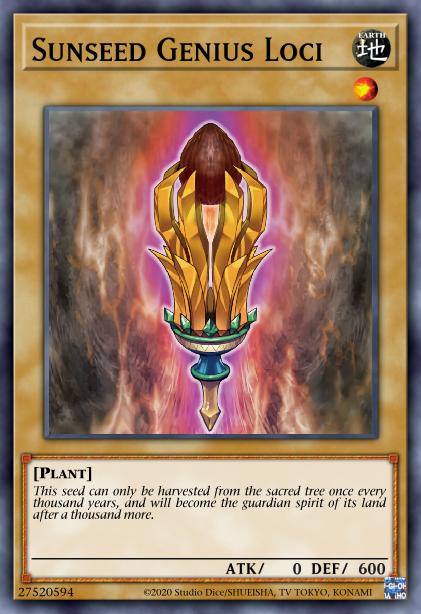 Sunseed Genius Loci
EARTH
地
[Plant]
This seed can only be harvested from the sacred tree once every
thousand years, and will become the guardian spirit of its land
after a thousand more.
ATK/ 0 DEF/ 600
27520594
©2020 Studio Dice/SHUEISHA, TV TOKYO, KONAMI